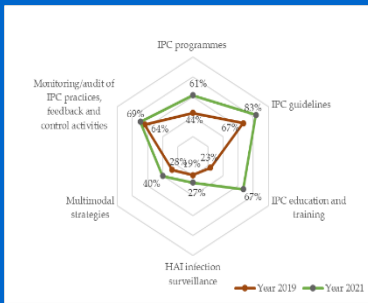 IPC programmes
61%
Monitoring/audit of
IPC practices,
feedback and
control activities
83%
IPC guidelines
69%
44%
67%
64%
28%
19%
23%
40%
27%
67%
Multimodal
strategies
IPC education and
training
HAI infection
surveillance
Year 2019
Year 2021